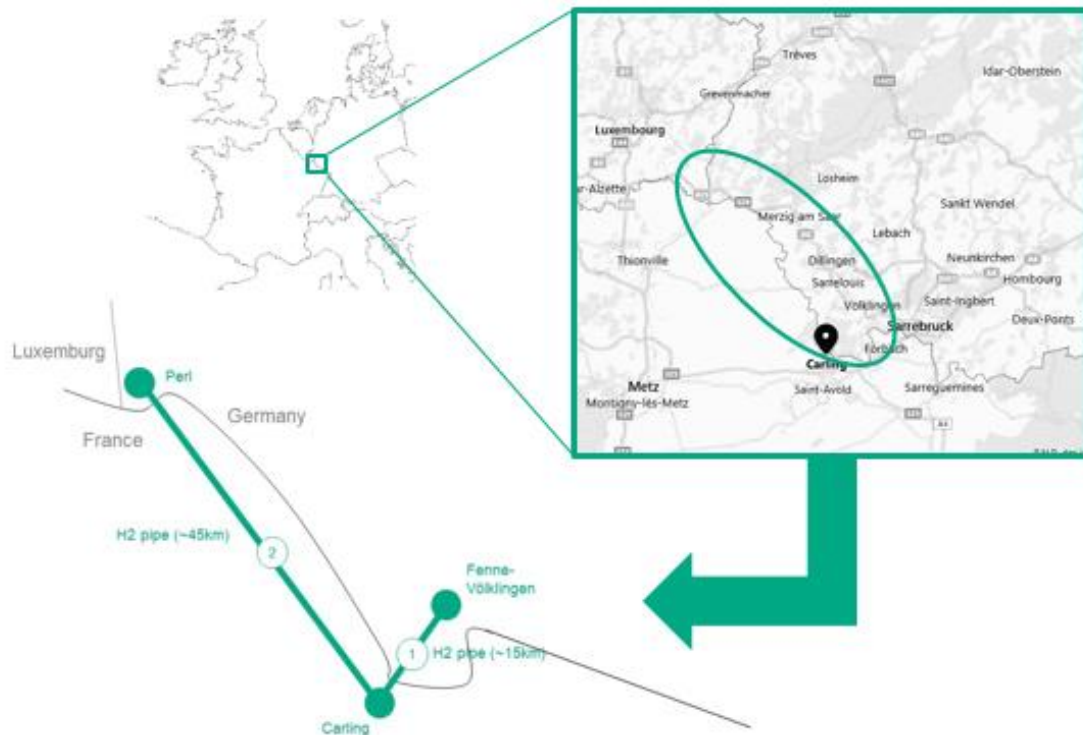 Trèves
Idar-Oberstein
Grevenmacher
Luxembourg
Losheim
Sankt Wendel
Merzig am Saar
Lebach
Thionville
Dillingen
Sarrelouis
Neunkirchen
Hombourg
Völklingen
Saint-Ingbert
Deux-Ponts
Sarrebruck
Forbach
Carling
Metz
Saint-Avold
Sarreguemines
Montigny-lès-Metz
Luxemburg
Perl
Germany
France
H2 pipe (~45km)
2
Fenne-
Völklingen
1
H2 pipe (~15km)
Carling